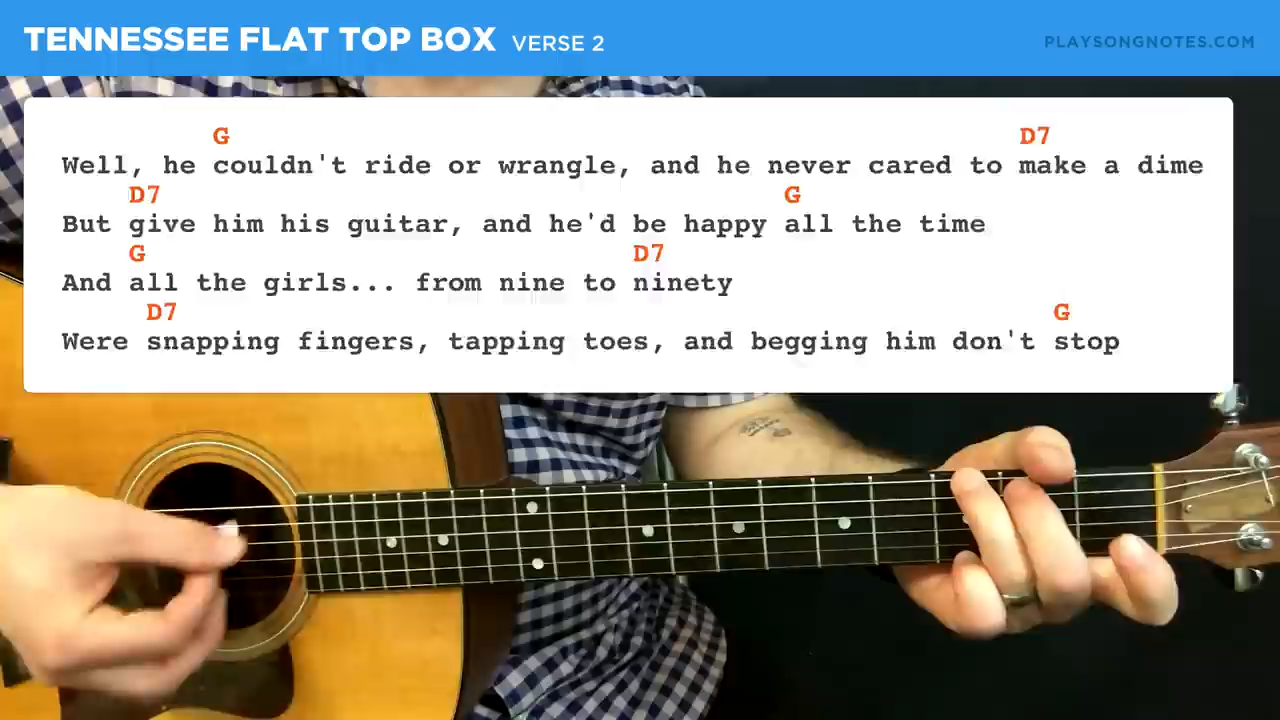 TENNESSEE FLAT TOP BOX VERSE 2
PLAYSONGNOTES.COM
G D7
Well, he couldn't ride or wrangle, and he never cared to make a dime
D7 G
But give him his guitar, and he'd be happy all the time
G D7
And all the girls... from nine to ninety
D7 G
Were snapping fingers, tapping toes, and begging him don't stop